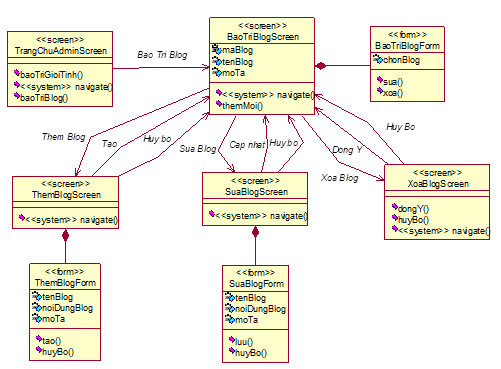 <<screen>>
TrangChuAdminScreen
baoTriGioiTinh()
<<system>> navigate()
baoTriBlog()
Bao Tri Blog
<<screen>>
BaoTriBlogScreen
maBlog
tenBlog
moTa
<<system>> navigate()
themMoi()
<<form>>
BaoTriBlogForm
chonBlog
sua()
xoa()
Them Blog
Tao
Huy bo
Sua Blog
Cap nhat
Huy bo
Dong Y
Huy Bo
Xoa Blog
<<screen>>
ThemBlogScreen
<<system>> navigate()
<<screen>>
SuaBlogScreen
<<system>> navigate()
<<screen>>
XoaBlogScreen
dongY()
huyBo()
<<system>> navigate()
<<form>>
ThemBlogForm
tenBlog
noiDungBlog
moTa
tao()
huyBo()
<<form>>
SuaBlogForm
tenBlog
noiDungBlog
moTa
luu()
huyBo()